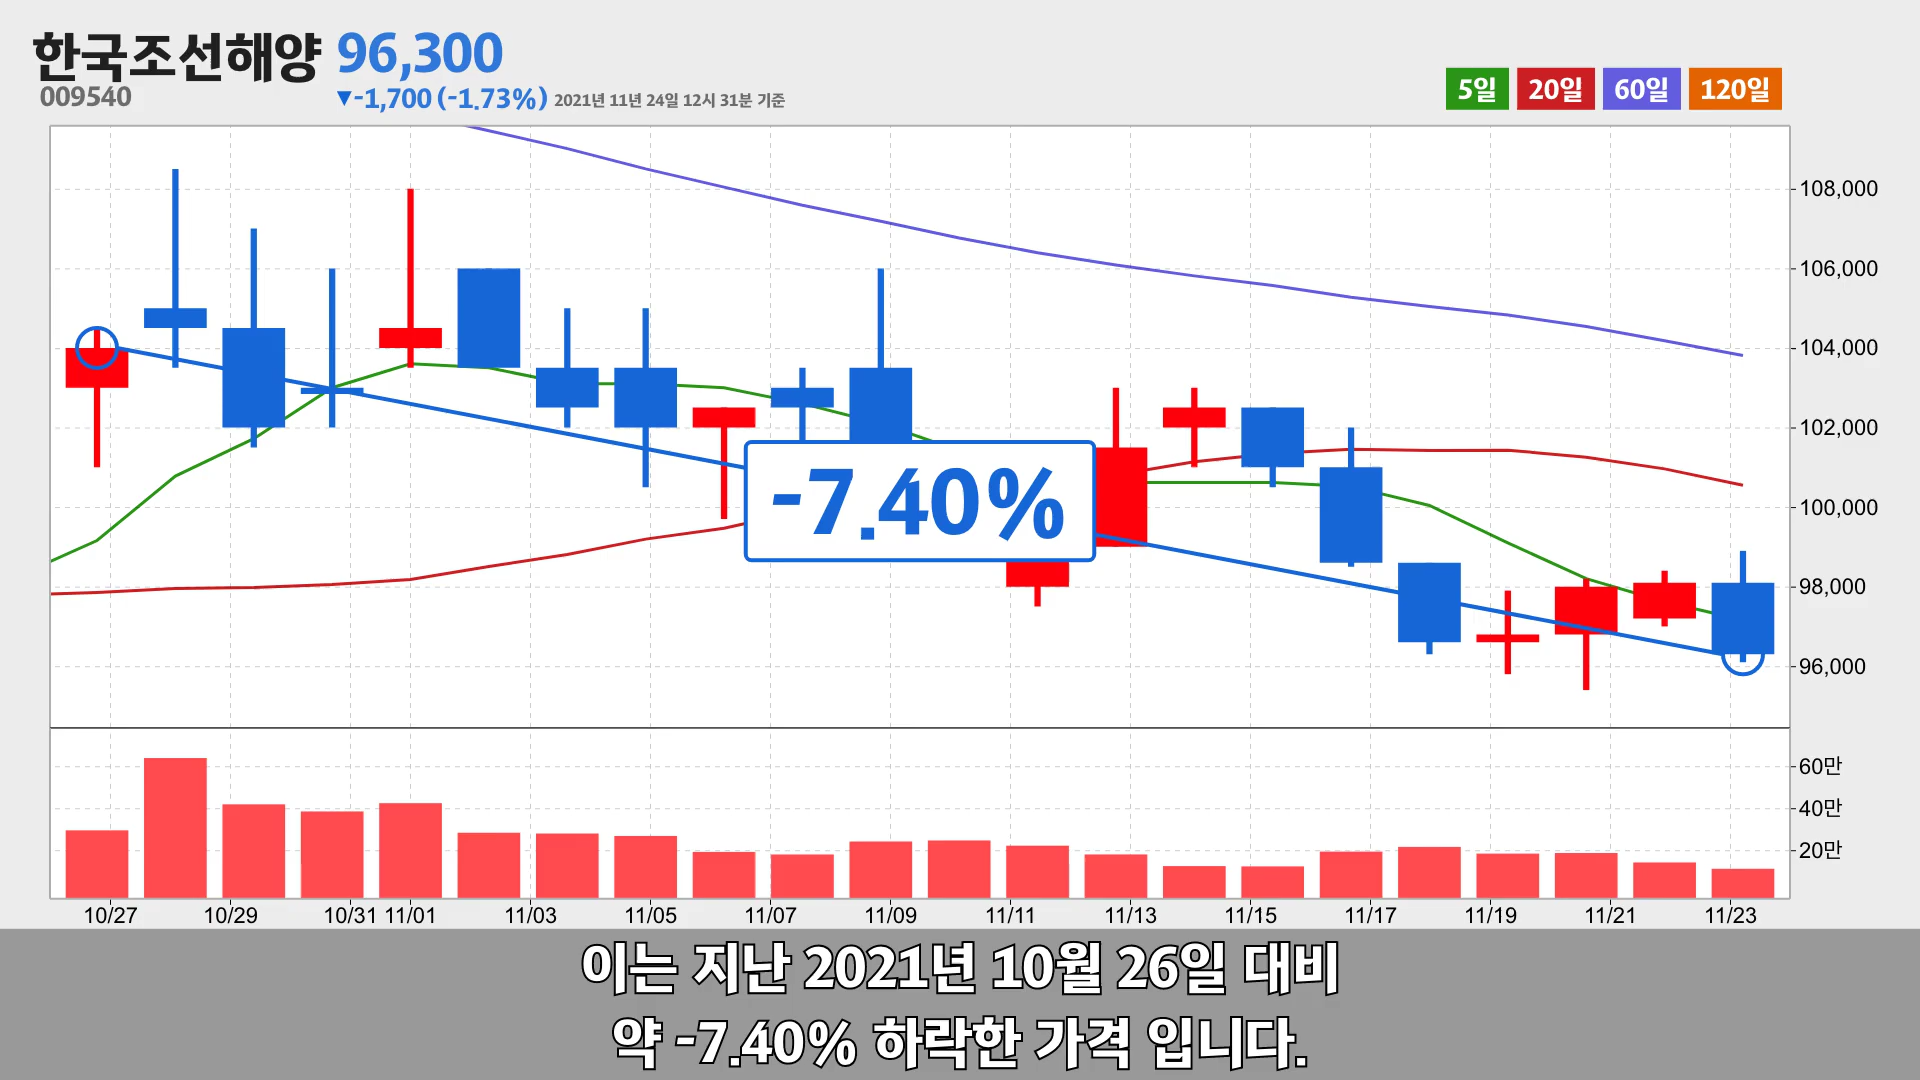 한국조선해양 96,300
009540
▼-1,700 (-1.73%) 2021년 11년 24일 12시 31분 기준
5일 20일 60일 120일
108,000
106,000
104,000
102,000
100,000
98,000
96,000
-7.40%
60만
40만
20만
10/27 10/29 10/31 11/01 11/03 11/05 11/07 11/09 11/11 11/13 11/15 11/17 11/19 11/21 11/23
이는 지난 2021년 10월 26일 대비
약 -7.40% 하락한 가격 입니다.